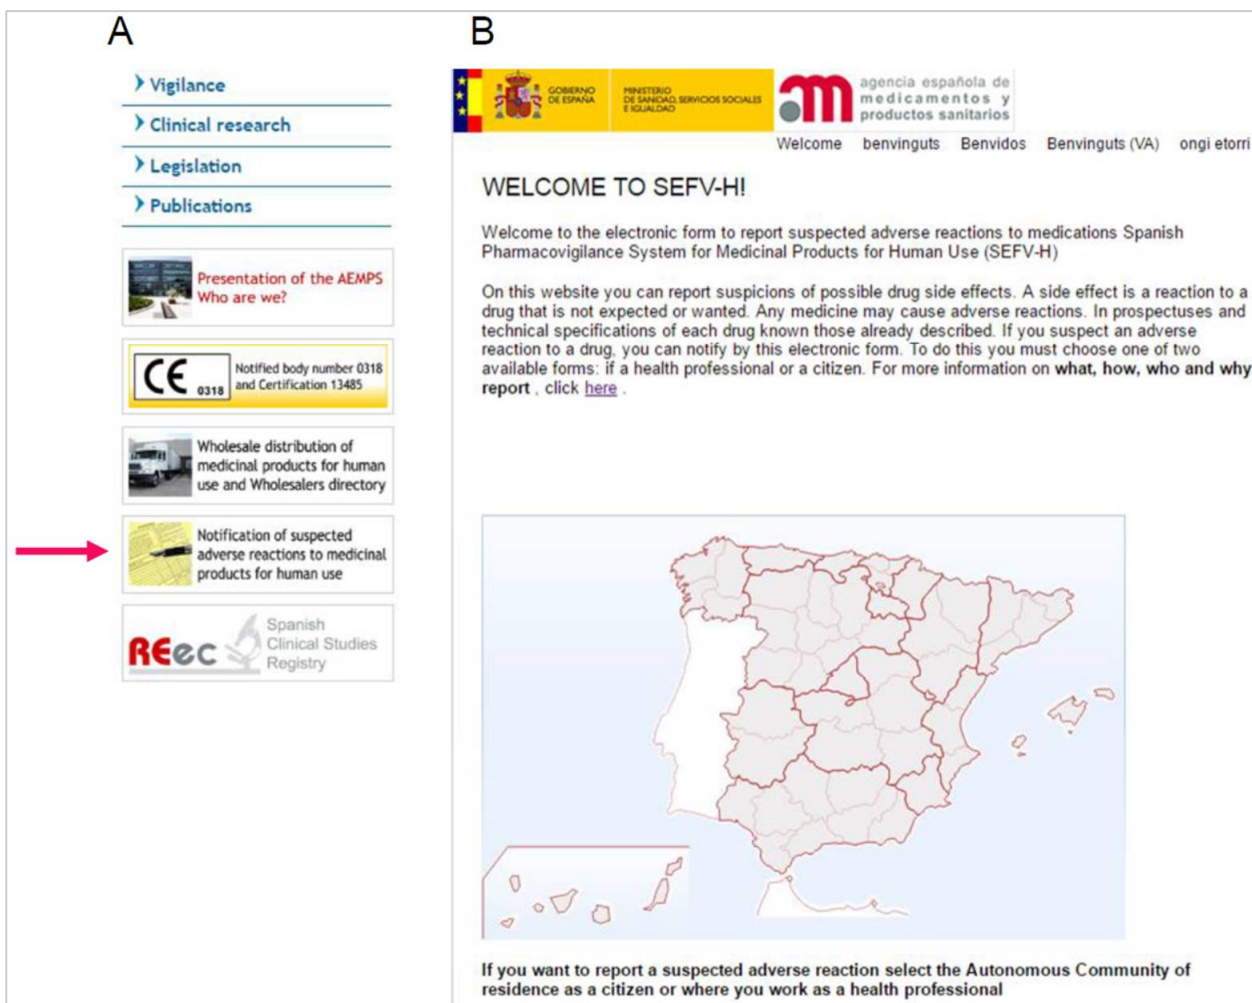 A
Vigilance
Clinical research
Legislation
Publications
Presentation of the AEMPS
Who are we?
CE 0318
Notified body number 0318
and Certification 13485
Wholesale distribution of
medicinal products for human
use and Wholesalers directory
Notification of suspected
adverse reactions to medicinal
products for human use
REec
Spanish
Clinical Studies
Registry
B
GOBIERNO
DE ESPAÑA
MINISTERIO
DE SANIDAD, SERVICIOS SOCIALES
E IGUALDAD
am
agencia española de
medicamentos y
productos sanitarios
Welcome benvinguts Benvidos Benvinguts (VA) ongi etorri
WELCOME TO SEFV-H!
Welcome to the electronic form to report suspected adverse reactions to medications Spanish
Pharmacovigilance System for Medicinal Products for Human Use (SEFV-H)
On this website you can report suspicions of possible drug side effects. A side effect is a reaction to a
drug that is not expected or wanted. Any medicine may cause adverse reactions. In prospectuses and
technical specifications of each drug known those already described. If you suspect an adverse
reaction to a drug, you can notify by this electronic form. To do this you must choose one of two
available forms: if a health professional or a citizen. For more information on what, how, who and why
report , click here .
If you want to report a suspected adverse reaction select the Autonomous Community of
residence as a citizen or where you work as a health professional